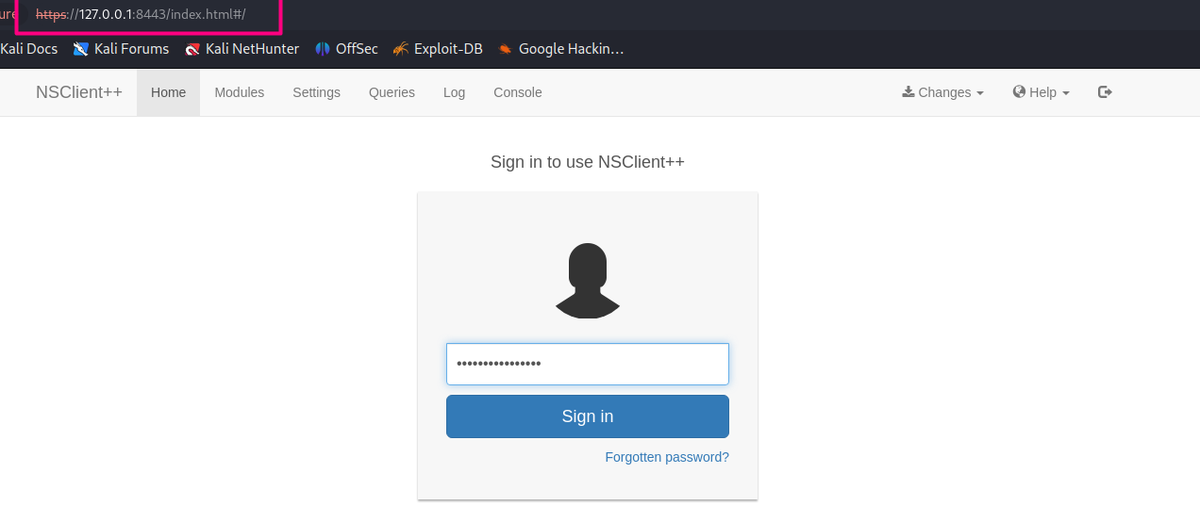 ure https://127.0.0.1:8443/index.html#/
Kali Docs Kali Forums Kali NetHunter OffSec Exploit-DB Google Hackin...
NSClient++ Home Modules Settings Queries Log Console Changes Help
Sign in to use NSClient++
••••••••••••••••
Sign in
Forgotten password?